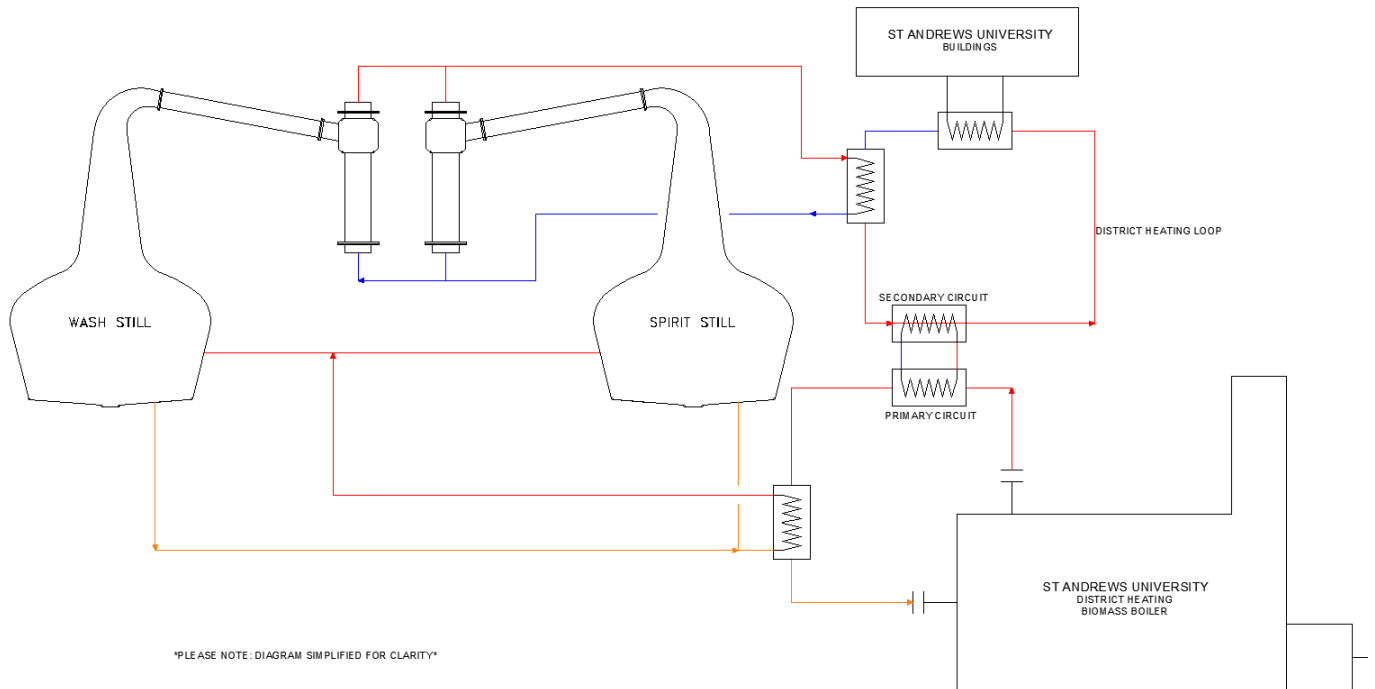 ST ANDREWS UNIVERSITY
BUILDINGS
DISTRICT HEATING LOOP
SECONDARY CIRCUIT
WASH STILL
SPIRIT STILL
PRIMARY CIRCUIT
ST ANDREWS UNIVERSITY
DISTRICT HEATING
BIOMASS BOILER
*PLEASE NOTE: DIAGRAM SIMPLIFIED FOR CLARITY*